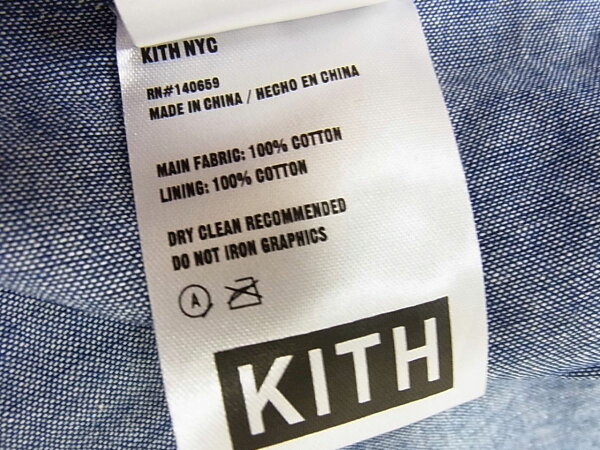 KITH NYC
RN#140659
MADE IN CHINA / HECHO EN CHINA
MAIN FABRIC: 100% COTTON
LINING: 100% COTTON
DRY CLEAN RECOMMENDED
DO NOT IRON GRAPHICS
A
KITH